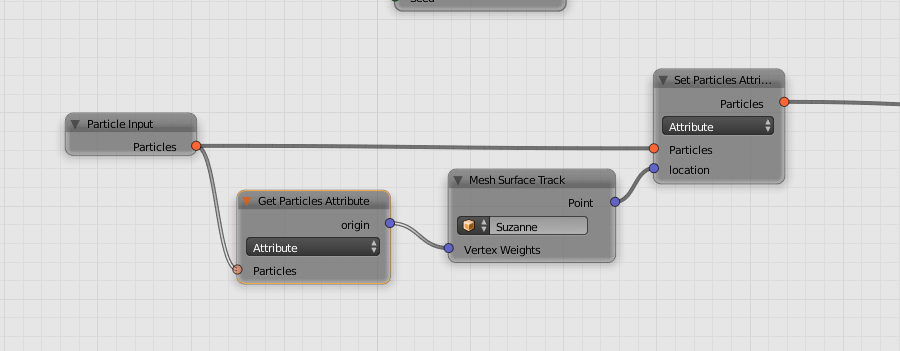 Seed
Particle Input
Particles
Get Particles Attribute
origin
Attribute
Particles
Mesh Surface Track
Point
Suzanne
Vertex Weights
Set Particles Attri...
Particles
Attribute
Particles
location